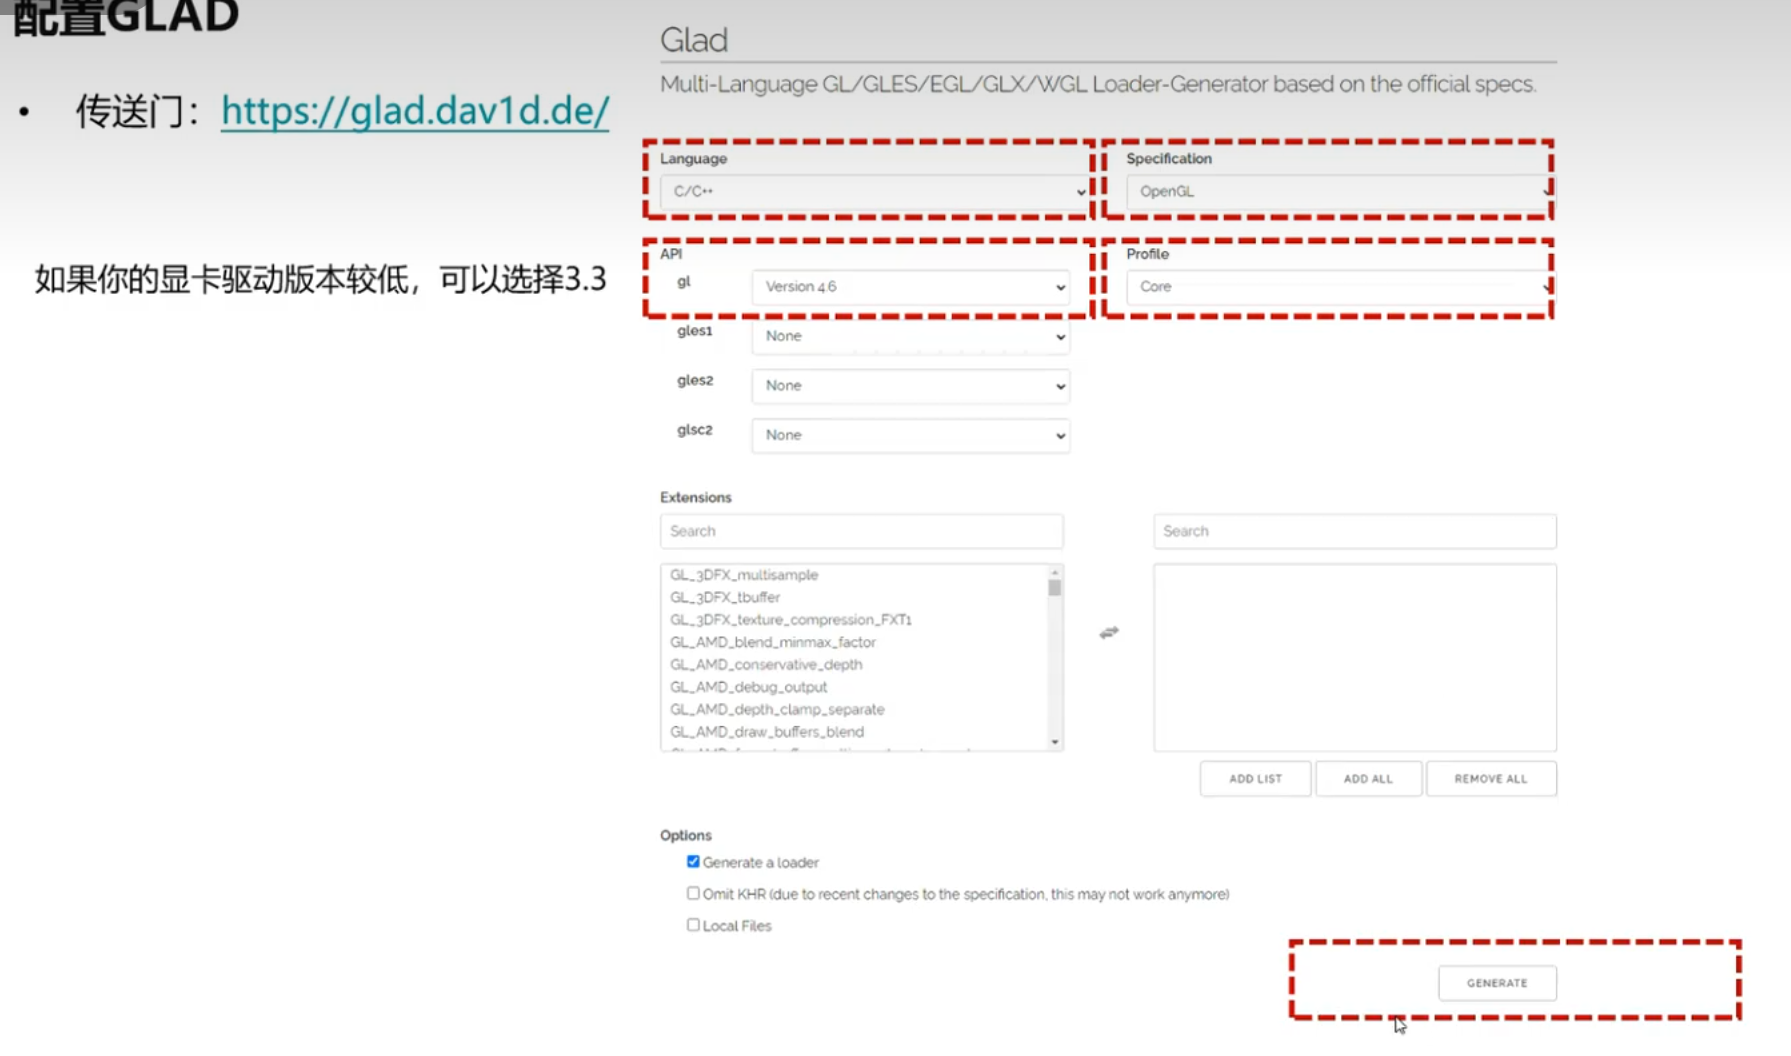 配置GLAD
• 传送门：https://glad.dav1d.de/
如果你的显卡驱动版本较低，可以选择3.3
Glad
Multi-Language GL/GLES/EGL/GLX/WGL Loader-Generator based on the official specs.
Language
C/C++
Specification
OpenGL
API
gl
Version 4.6
Profile
Core
gles1
None
gles2
None
glsc2
None
Extensions
Search
Search
GL_3DFX_multisample
GL_3DFX_tbuffer
GL_3DFX_texture_compression_FXT1
GL_AMD_blend_minmax_factor
GL_AMD_conservative_depth
GL_AMD_debug_output
GL_AMD_depth_clamp_separate
GL_AMD_draw_buffers_blend
ADD LIST
ADD ALL
REMOVE ALL
Options
Generate a loader
Omit KHR (due to recent changes to the specification, this may not work anymore)
Local Files
GENERATE